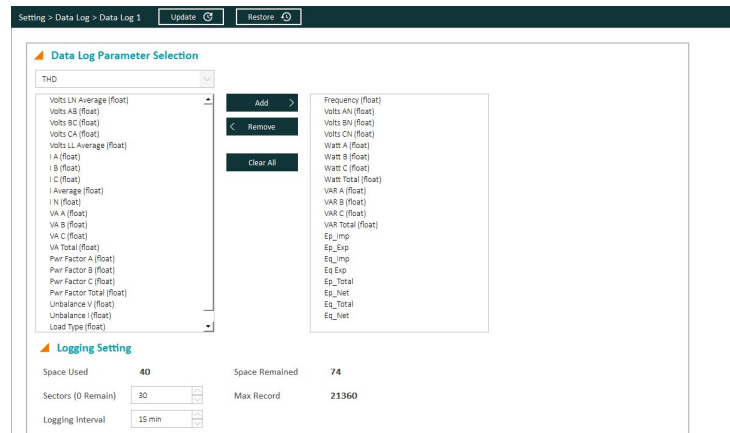 Setting > Data Log > Data Log 1 Update Restore
Data Log Parameter Selection
THD
Volts LN Average (float)
Volts AB (float)
Volts BC (float)
Volts CA (float)
Volts LL Average (float)
I A (float)
I B (float)
I C (float)
I Average (float)
I N (float)
VA A (float)
VA B (float)
VA C (float)
VA Total (float)
Pwr Factor A (float)
Pwr Factor B (float)
Pwr Factor C (float)
Pwr Factor Total (float)
Unbalance V (float)
Unbalance I (float)
Load Type (float)
Add >
< Remove
Clear All
Frequency (float)
Volts AN (float)
Volts BN (float)
Volts CN (float)
Watt A (float)
Watt B (float)
Watt C (float)
Watt Total (float)
VAR A (float)
VAR B (float)
VAR C (float)
VAR Total (float)
Ep_Imp
Ep_Exp
Eq_Imp
Eq Exp
Ep_Total
Ep_Net
Eq_Total
Eq_Net
Logging Setting
Space Used 40 Space Remained 74
Sectors (0 Remain) 30 Max Record 21360
Logging Interval 15 min